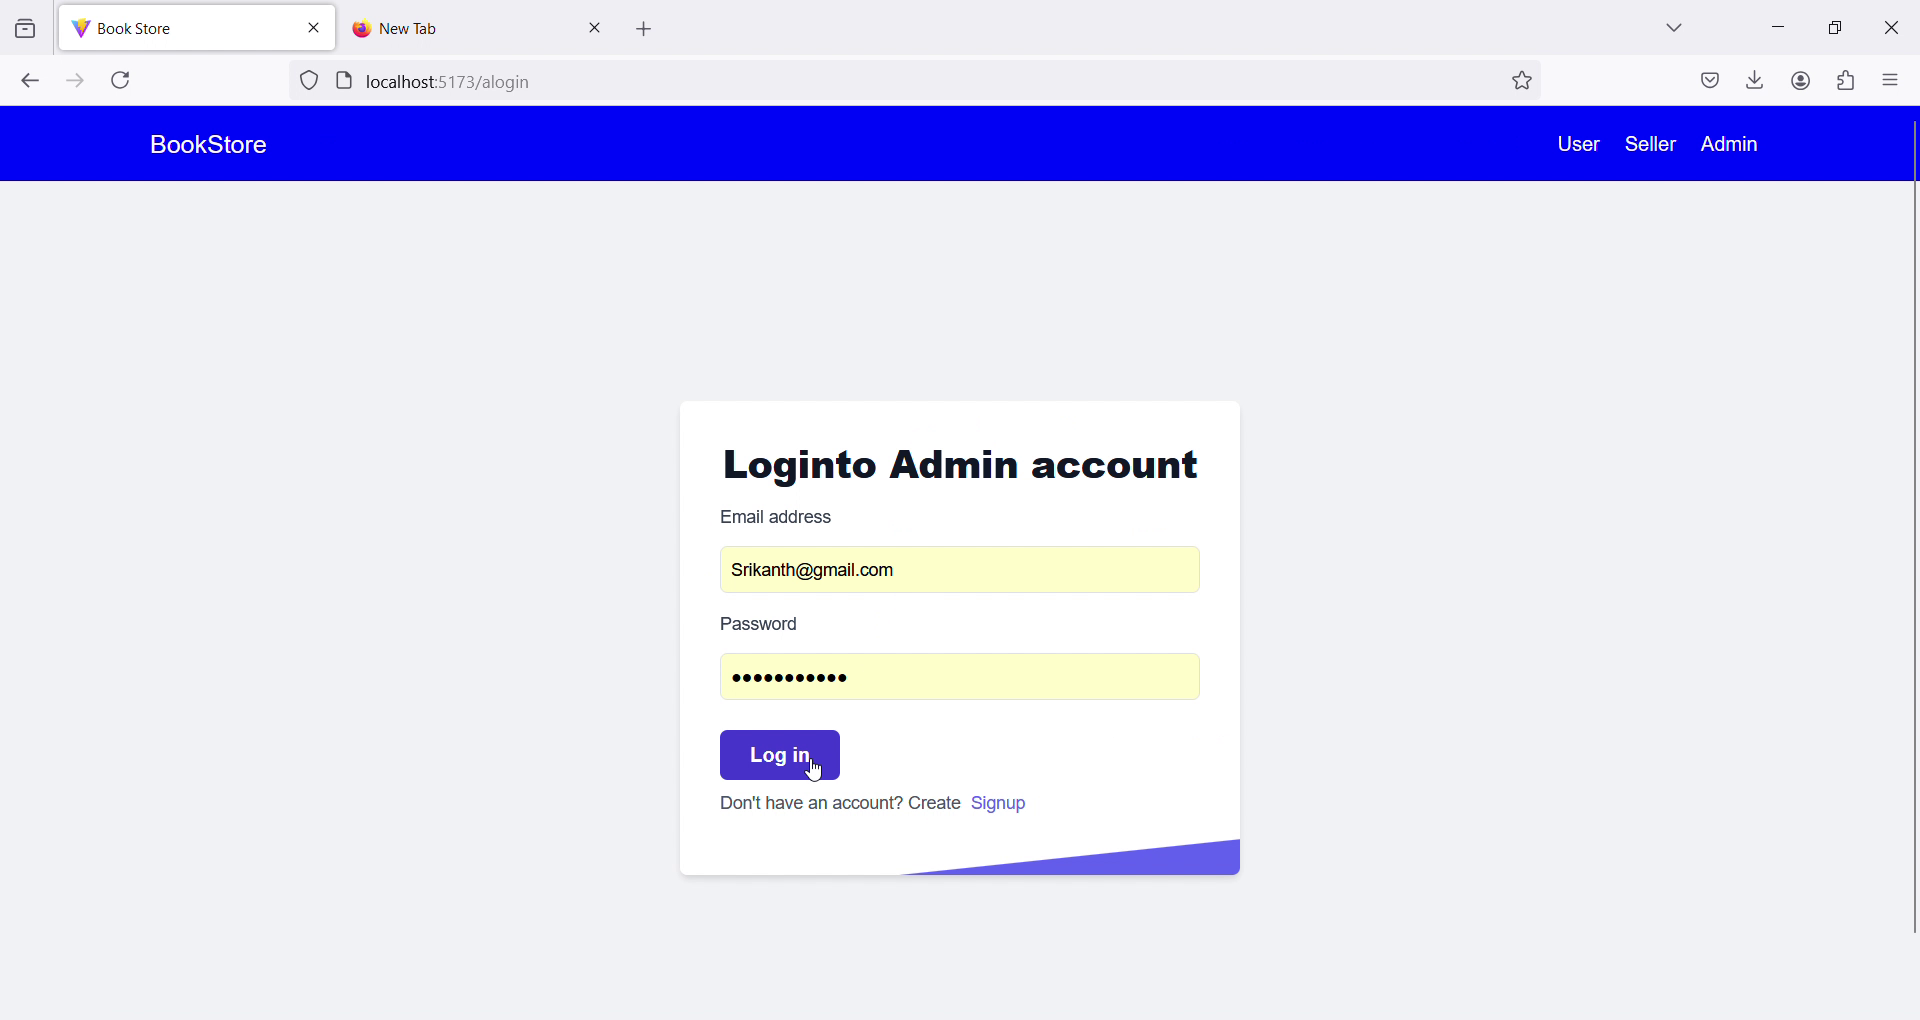 Book Store
New Tab
localhost:5173/alogin
BookStore
User Seller Admin
Loginto Admin account
Email address
Srikanth@gmail.com
Password
•••••••••••
Log in
Don't have an account? Create Signup